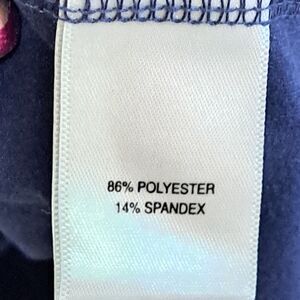 86% POLYESTER
14% SPANDEX